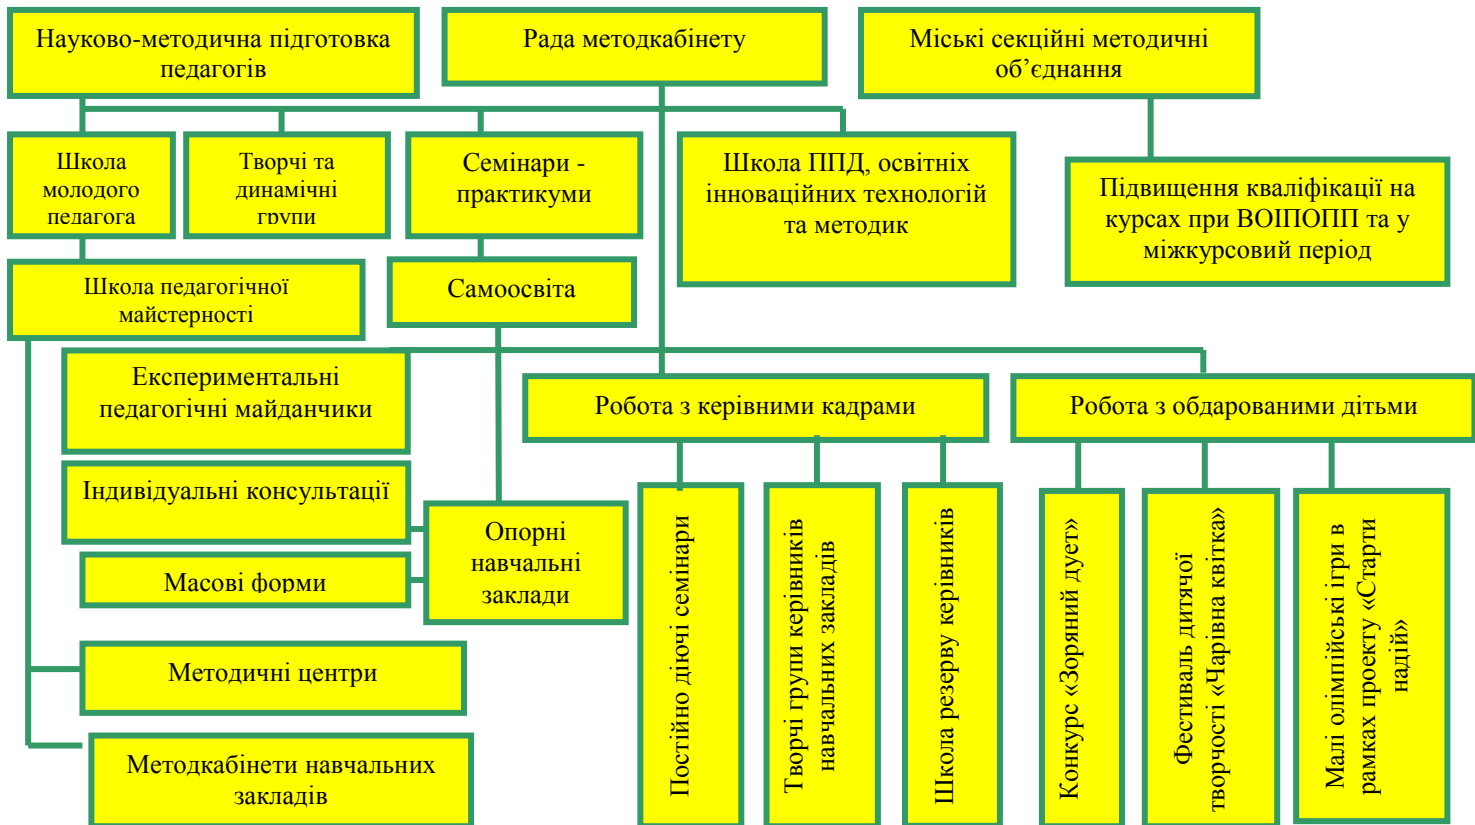 Науково-методична підготовка
педагогів
Рада методкабінету
Міські секційні методичні
об’єднання
Школа
молодого
педагога
Творчі та
динамічні
групи
Семінари -
практикуми
Школа ППД, освітніх
інноваційних технологій
та методик
Підвищення кваліфікації на
курсах при ВОІПОПП та у
міжкурсовий період
Школа педагогічної
майстерності
Самоосвіта
Експериментальні
педагогічні майданчики
Робота з керівними кадрами
Робота з обдарованими дітьми
Індивідуальні консультації
Опорні
навчальні
заклади
Масові форми
Методичні центри
Методкабінети навчальних
закладів
Постійно діючі семінари
Творчі групи керівників
навчальних закладів
Школа резерву керівників
Конкурс «Зоряний дует»
Фестиваль дитячої
творчості «Чарівна квітка»
Малі олімпійські ігри в
рамках проекту «Старти
надій»